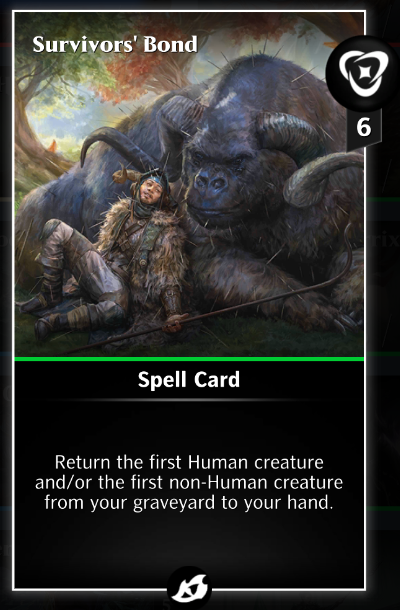 Survivors' Bond
6
Spell Card
Return the first Human creature
and/or the first non-Human creature
from your graveyard to your hand.